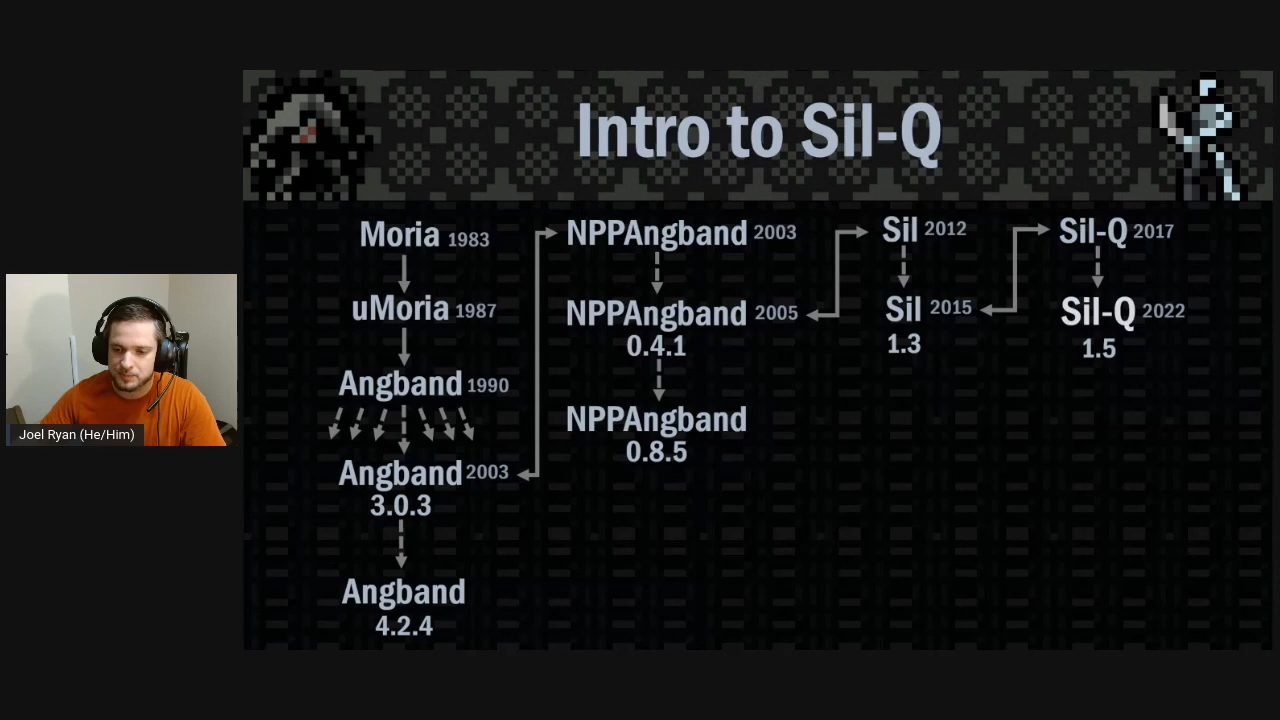 Intro to Sil-Q
Moria 1983
uMoria 1987
Angband 1990
Angband 2003
3.0.3
Angband
4.2.4
NPPAngband 2003
NPPAngband 2005
0.4.1
NPPAngband
0.8.5
Sil 2012
Sil 2015
1.3
Sil-Q 2017
Sil-Q 2022
1.5
Joel Ryan (He/Him)